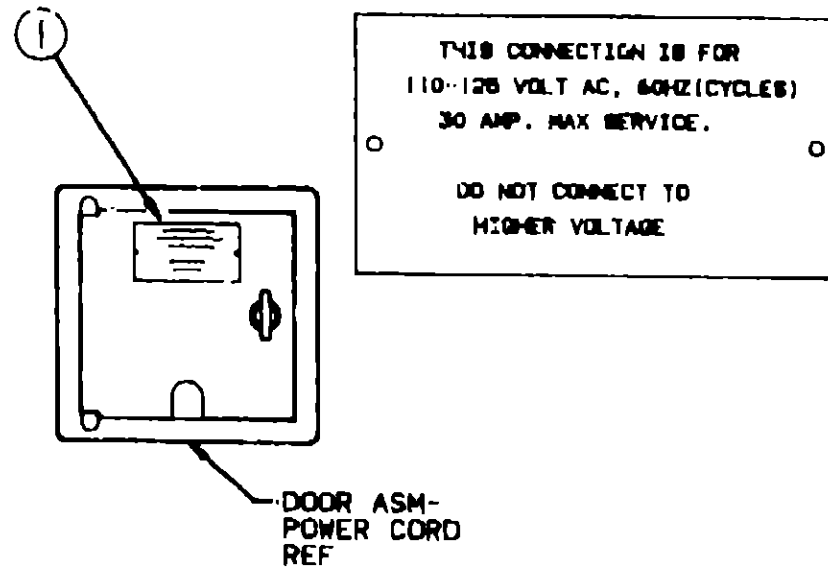 1
THIS CONNECTION IS FOR
110-125 VOLT AC, 60HZ(CYCLES)
30 AMP. MAX SERVICE.
DO NOT CONNECT TO
HIGHER VOLTAGE
DOOR ASM-
POWER CORD
REF